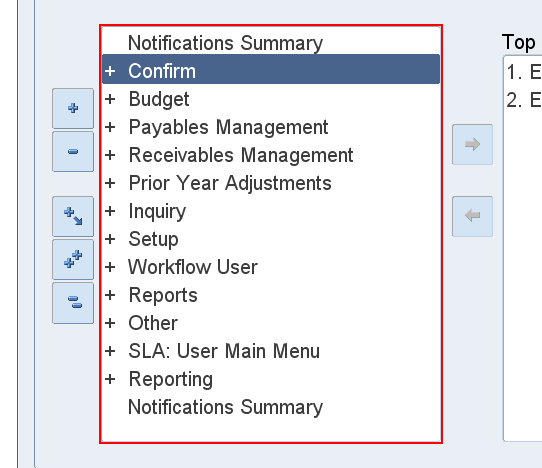 Notifications Summary
+ Confirm
+ Budget
+ Payables Management
+ Receivables Management
+ Prior Year Adjustments
+ Inquiry
+ Setup
+ Workflow User
+ Reports
+ Other
+ SLA: User Main Menu
+ Reporting
Notifications Summary
Top
1. E
2. E